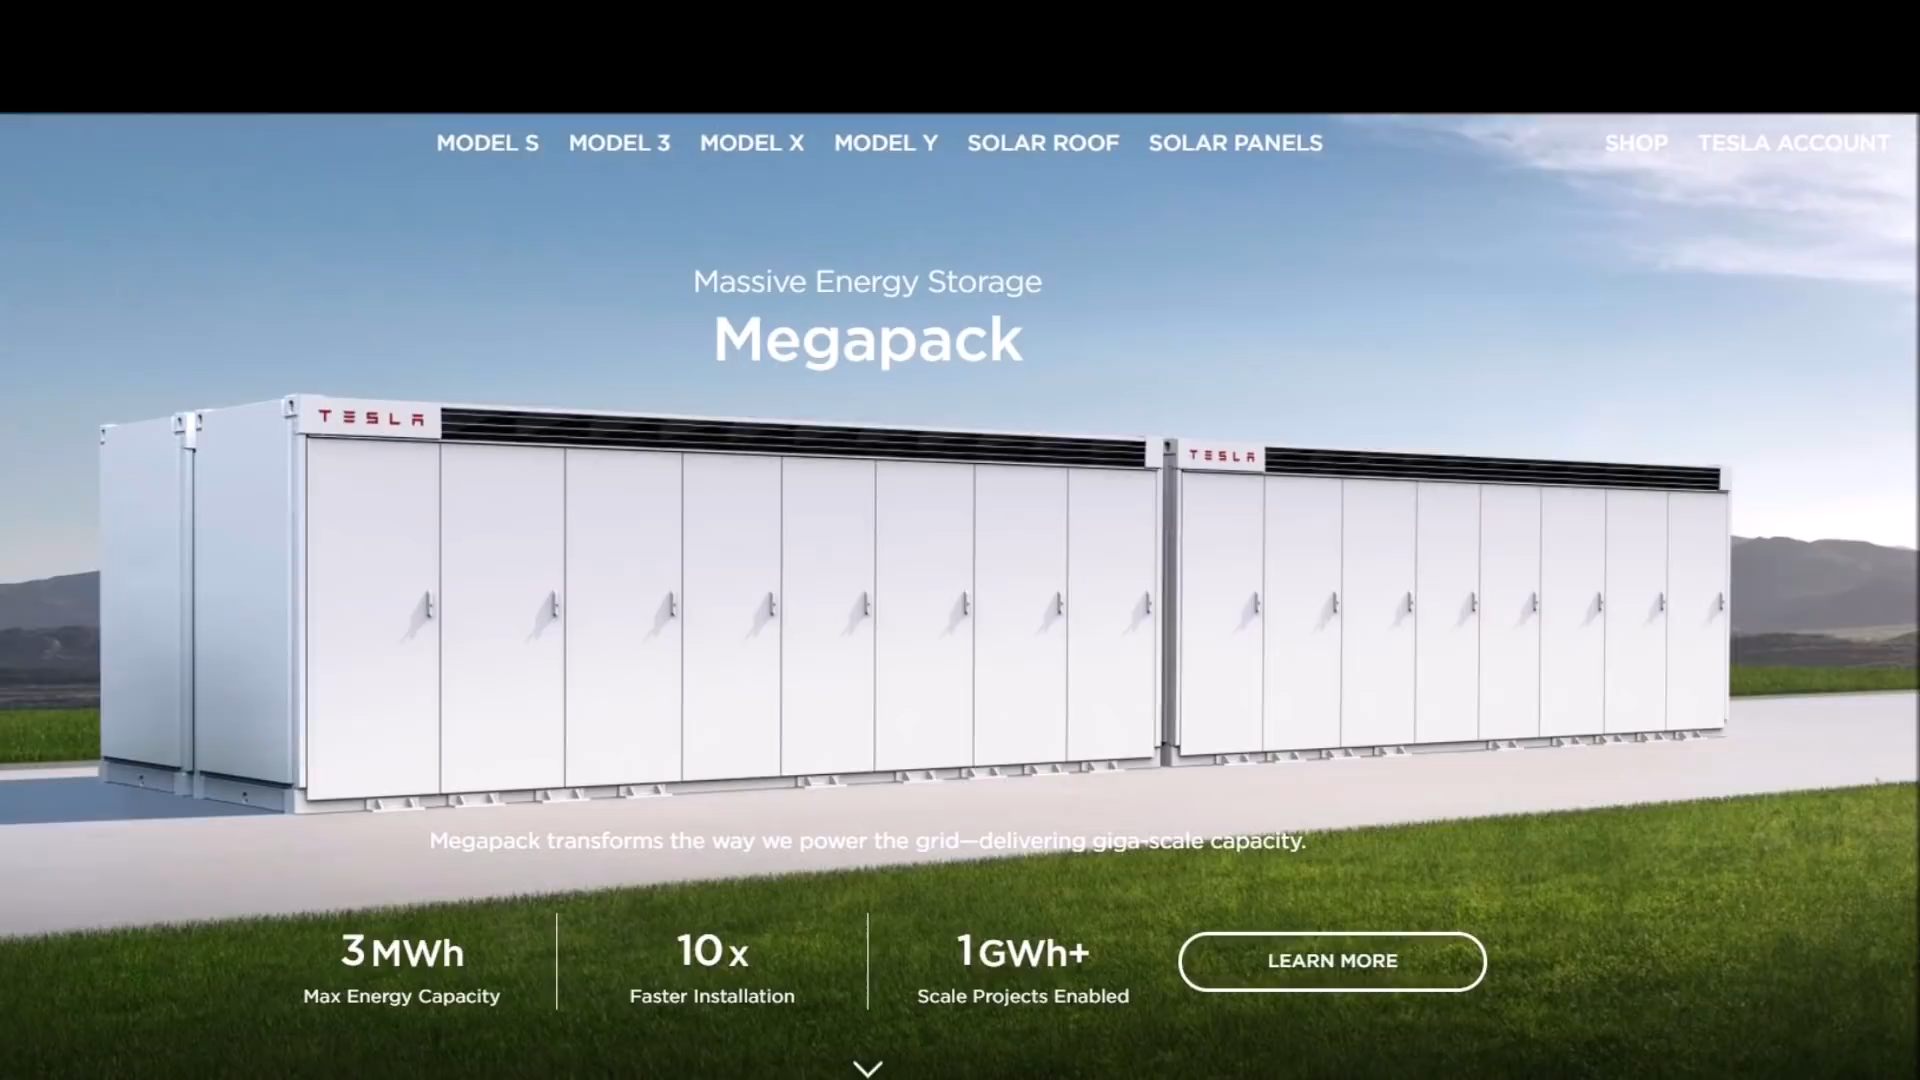 MODEL S MODEL 3 MODEL X MODEL Y SOLAR ROOF SOLAR PANELS SHOP TESLA ACCOUNT
Massive Energy Storage
Megapack
TESLA
TESLA
Megapack transforms the way we power the grid—delivering giga-scale capacity.
3 MWh
Max Energy Capacity
10 x
Faster Installation
1 GWh+
Scale Projects Enabled
LEARN MORE